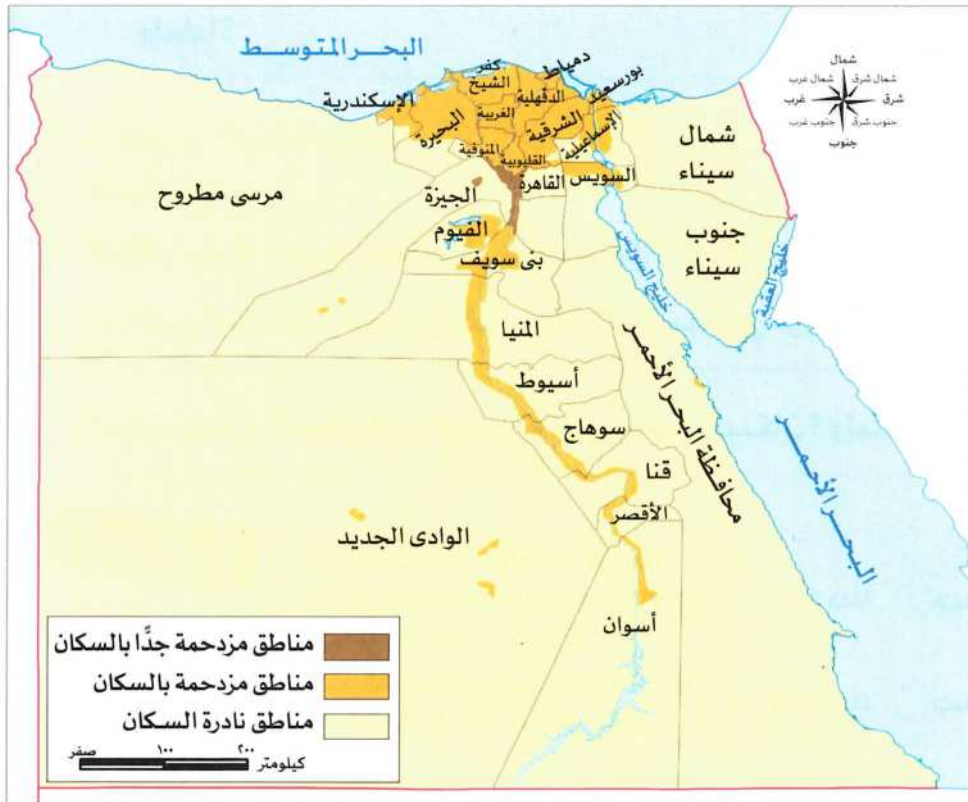 البحر المتوسط
شمال
شمال غرب
شمال شرق
غرب
شرق
جنوب غرب
جنوب شرق
جنوب
دمياط
بورسعيد
كفر
الشيخ
الدقهلية
الإسكندرية
البحيرة
الغربية
الشرقية
الإسماعيلية
المنوفية
القليوبية
القاهرة
السويس
شمال
سيناء
مرسى مطروح
الجيزة
الفيوم
بنى سويف
جنوب
سيناء
خليج السويس
خليج العقبة
المنيا
أسيوط
سوهاج
قنا
الأقصر
محافظة البحر الأحمر
البحر الأحمر
الوادى الجديد
أسوان
مناطق مزدحمة جدًّا بالسكان
مناطق مزدحمة بالسكان
مناطق نادرة السكان
صفر ١٠٠ ٢٠٠
كيلومتر